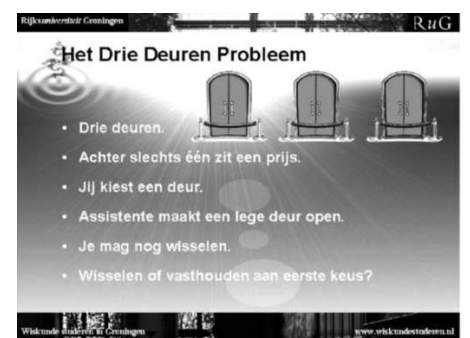 Rijksuniversiteit Groningen
RuG
Het Drie Deuren Probleem
• Drie deuren.
• Achter slechts één zit een prijs.
• Jij kiest een deur.
• Assistente maakt een lege deur open.
• Je mag nog wisselen.
• Wisselen of vasthouden aan eerste keus?
Wiskunde studeren in Groningen
www.wiskundestuderen.nl